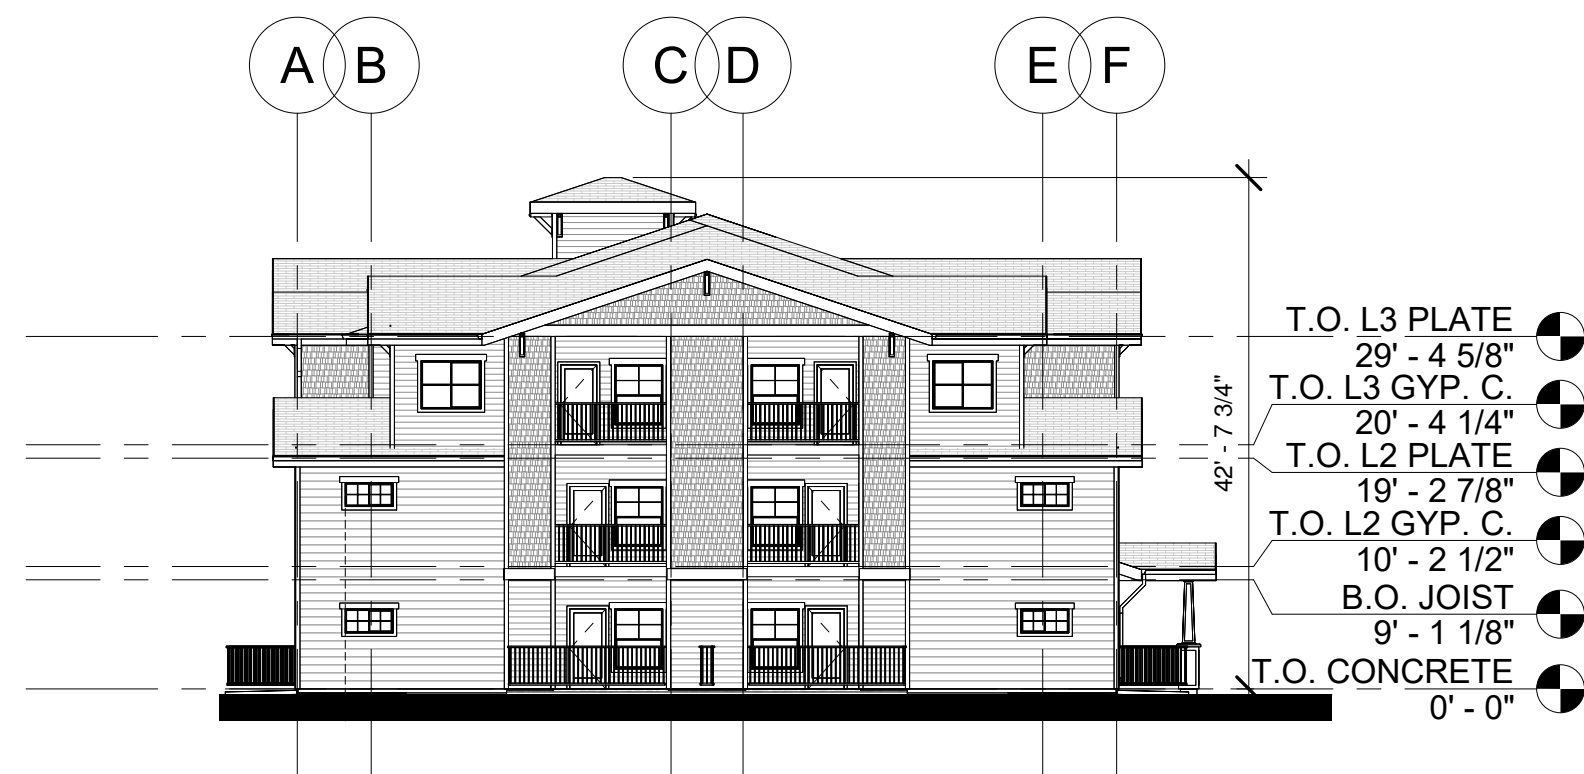 A B C D E F
T.O. L3 PLATE
29' - 4 5/8"
T.O. L3 GYP. C.
20' - 4 1/4"
T.O. L2 PLATE
19' - 2 7/8"
T.O. L2 GYP. C.
10' - 2 1/2"
B.O. JOIST
9' - 1 1/8"
T.O. CONCRETE
0' - 0"
42' - 7 3/4"